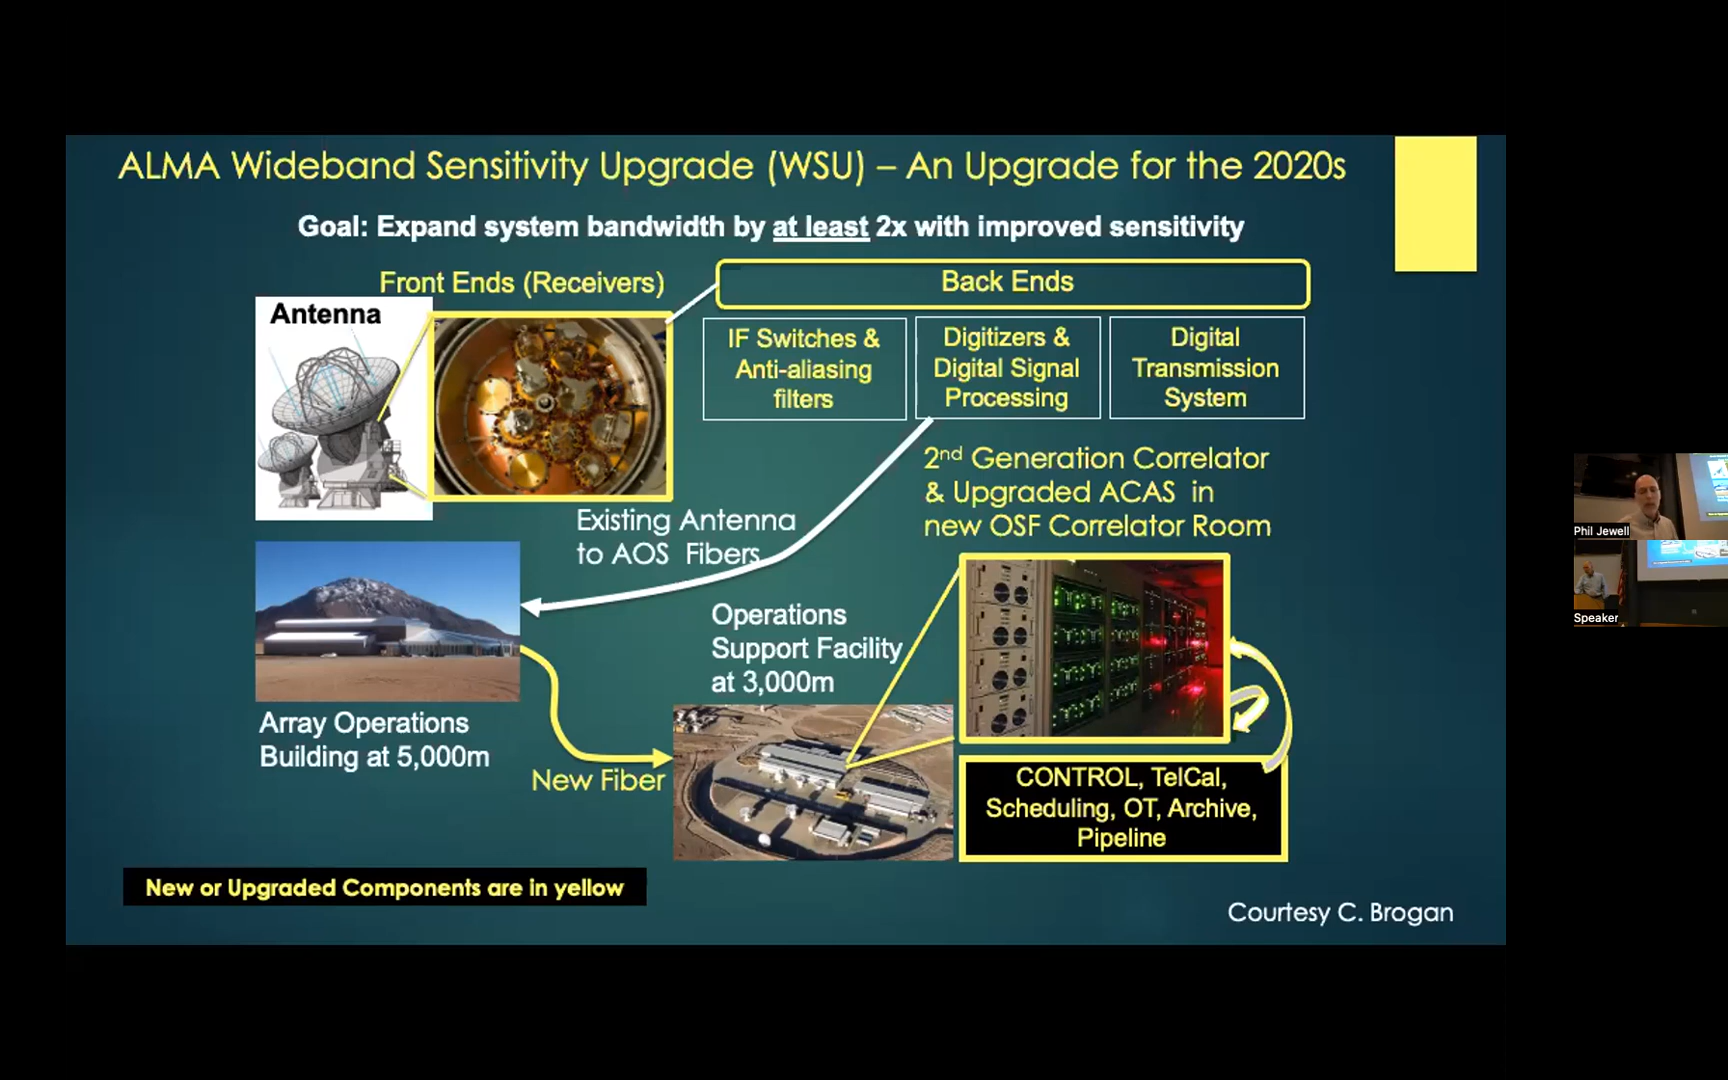 ALMA Wideband Sensitivity Upgrade (WSU) – An Upgrade for the 2020s
Goal: Expand system bandwidth by at least 2x with improved sensitivity
Front Ends (Receivers)
Back Ends
Antenna
IF Switches &
Anti-aliasing
filters
Digitizers &
Digital Signal
Processing
Digital
Transmission
System
2nd Generation Correlator
& Upgraded ACAS in
new OSF Correlator Room
Existing Antenna
to AOS Fibers
Operations
Support Facility
at 3,000m
Array Operations
Building at 5,000m
New Fiber
CONTROL, TelCal,
Scheduling, OT, Archive,
Pipeline
New or Upgraded Components are in yellow
Courtesy C. Brogan
Phil Jewell
Speaker